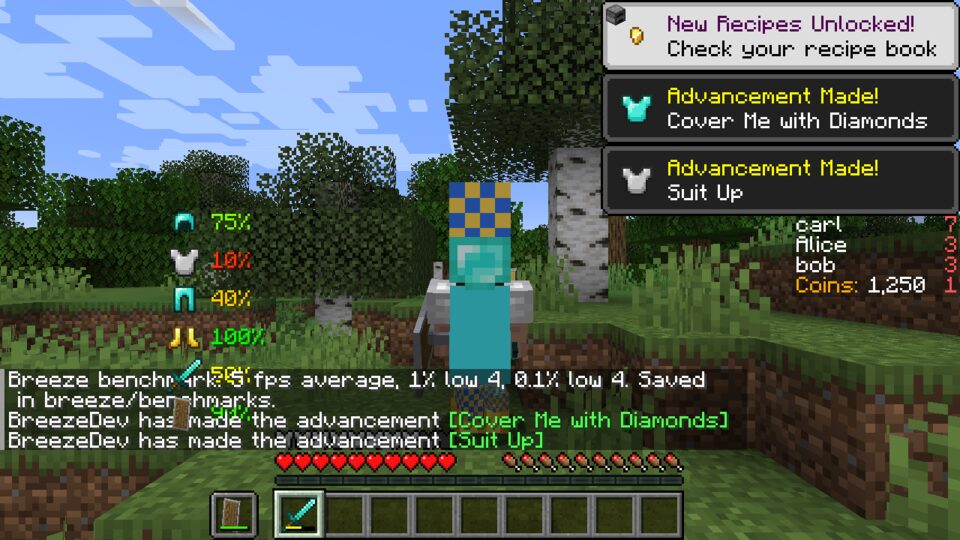 New Recipes Unlocked!
Check your recipe book
Advancement Made!
Cover Me with Diamonds
Advancement Made!
Suit Up
carl 7
Alice 3
bob 3
Coins: 1,250 1
75%
10%
40%
100%
50%
Breeze benchmark: 5 fps average, 1% low 4, 0.1% low 4. Saved
in breeze/benchmarks.
BreezeDev has made the advancement [Cover Me with Diamonds]
BreezeDev has made the advancement [Suit Up]